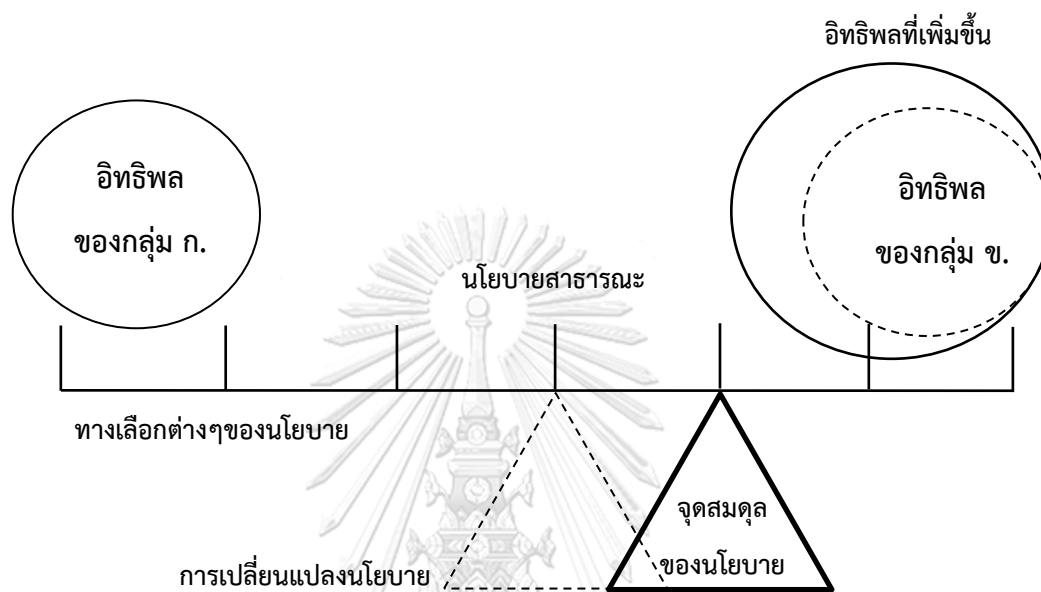 อิทธิพลที่เพิ่มขึ้น
อิทธิพล
ของกลุ่ม ก.
อิทธิพล
ของกลุ่ม ข.
นโยบายสาธารณะ
ทางเลือกต่างๆของนโยบาย
จุดสมดุล
ของนโยบาย
การเปลี่ยนแปลงนโยบาย